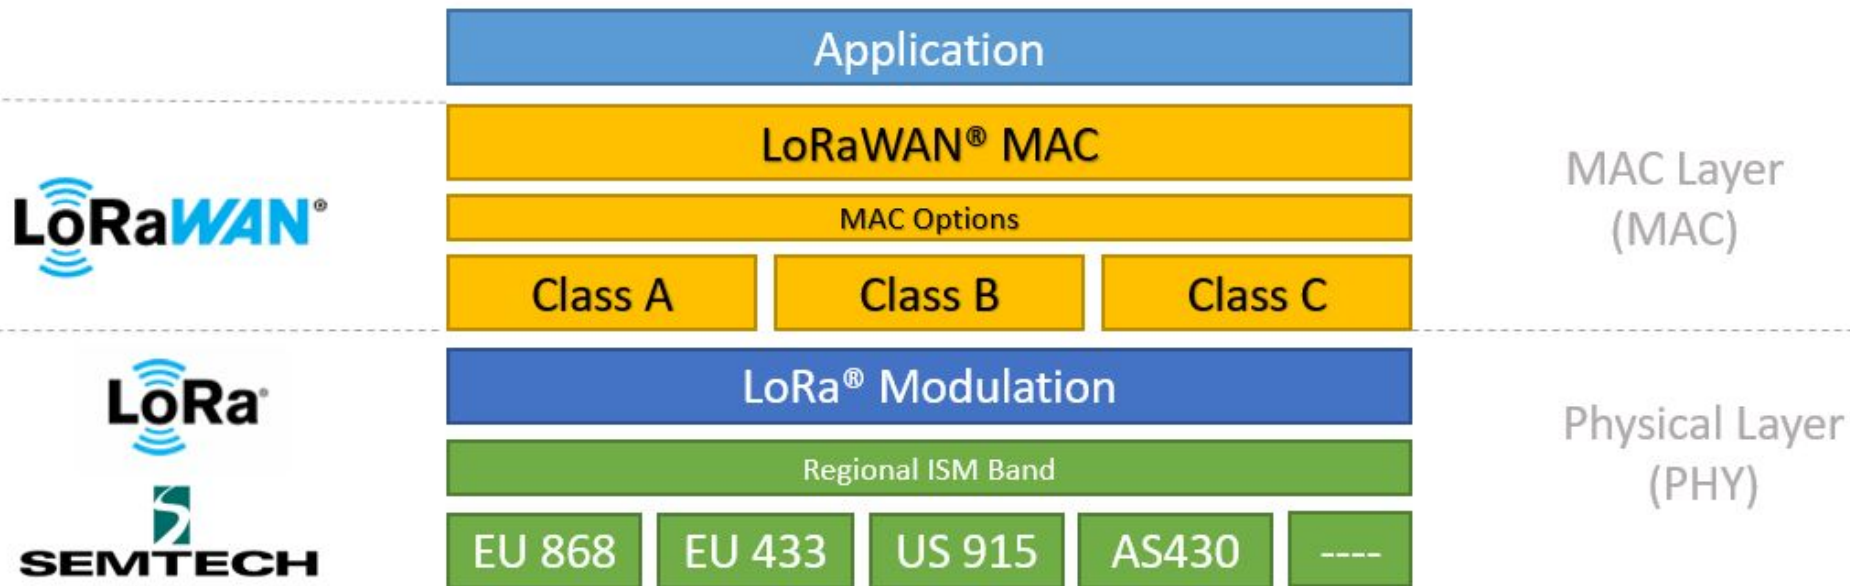 Application
LoRaWAN® MAC
LoRaWAN®
MAC Options
MAC Layer
(MAC)
Class A
Class B
Class C
LoRa® Modulation
LoRa®
Regional ISM Band
Physical Layer
(PHY)
SEMTECH
EU 868
EU 433
US 915
AS430
----